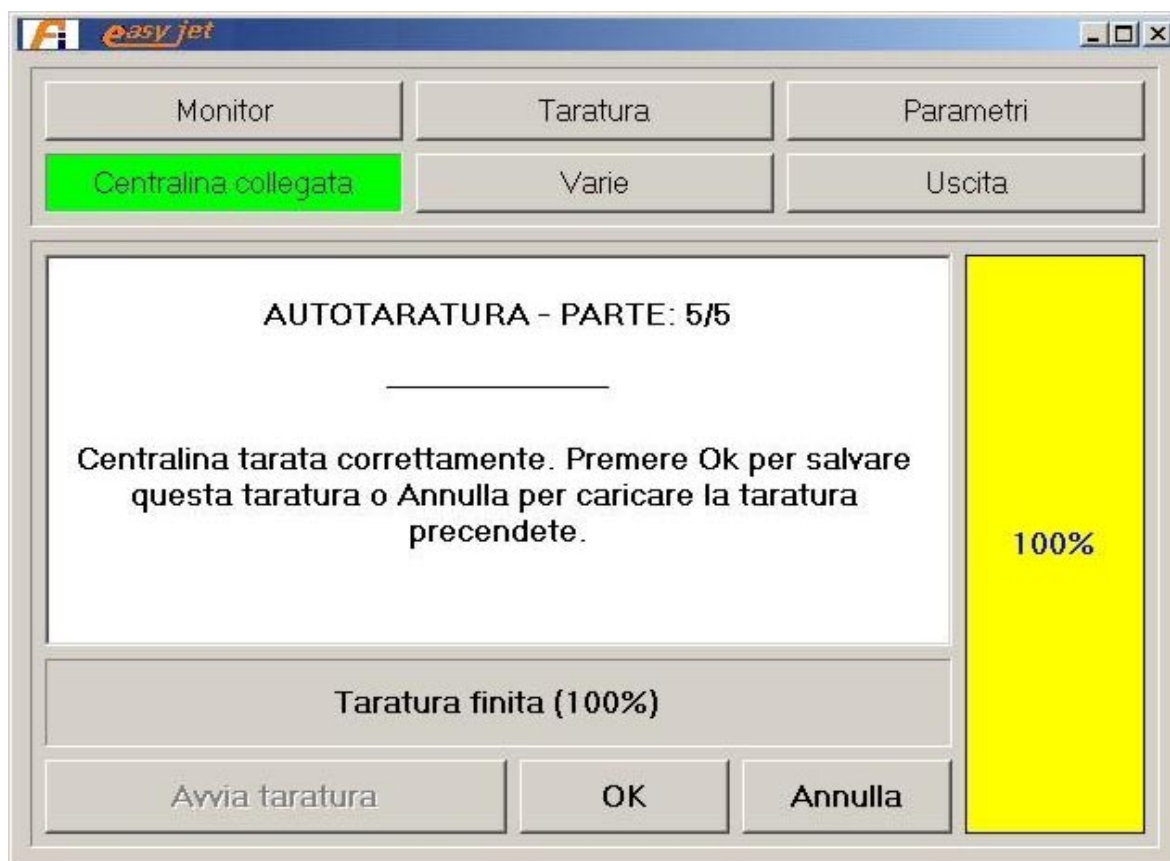 easy jet
Monitor
Taratura
Parametri
Centralina collegata
Varie
Uscita
AUTOTARATURA - PARTE: 5/5
Centralina tarata correttamente. Premere Ok per salvare
questa taratura o Annulla per caricare la taratura
precendete.
100%
Taratura finita (100%)
Avvia taratura
OK
Annulla